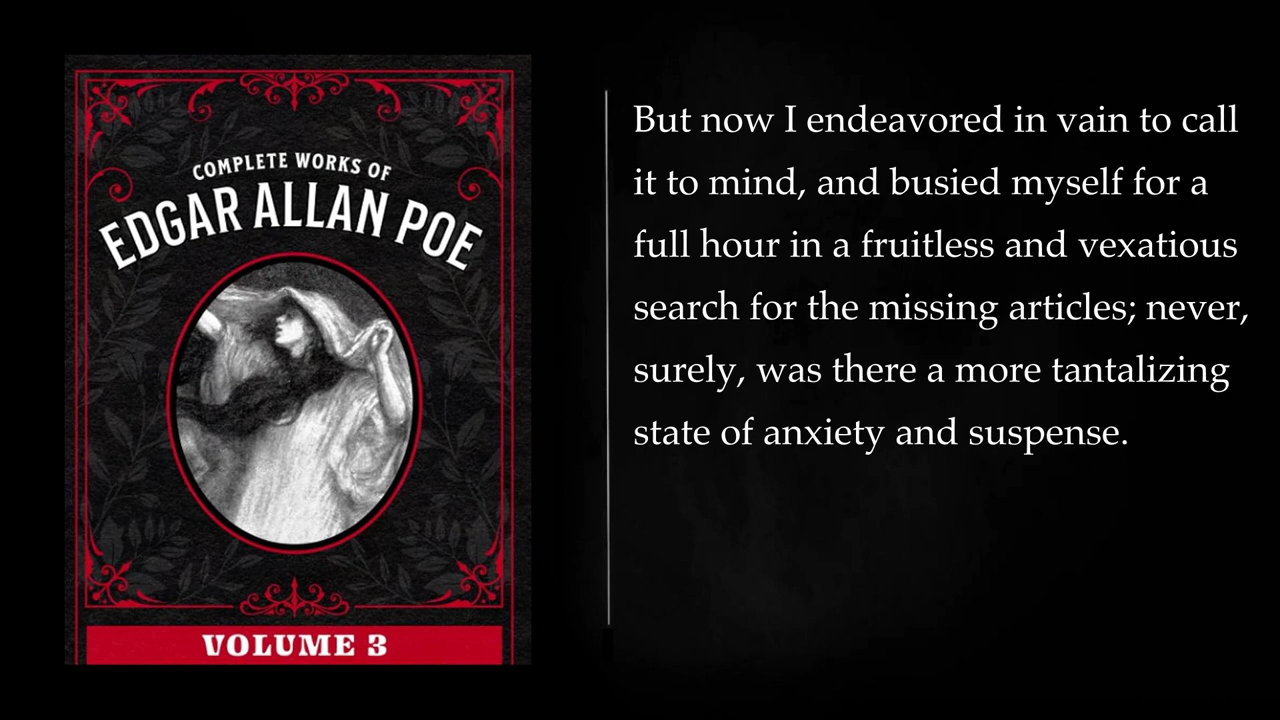 COMPLETE WORKS OF
EDGAR ALLAN POE
VOLUME 3
But now I endeavored in vain to call
it to mind, and busied myself for a
full hour in a fruitless and vexatious
search for the missing articles; never,
surely, was there a more tantalizing
state of anxiety and suspense.